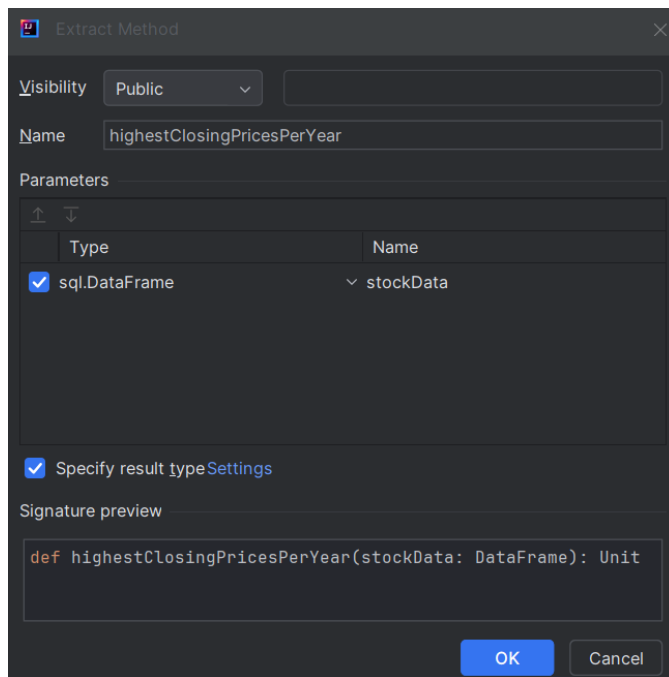 Extract Method
Visibility Public
Name highestClosingPricesPerYear
Parameters
Type Name
sql.DataFrame stockData
Specify result type Settings
Signature preview
def highestClosingPricesPerYear(stockData: DataFrame): Unit
OK Cancel